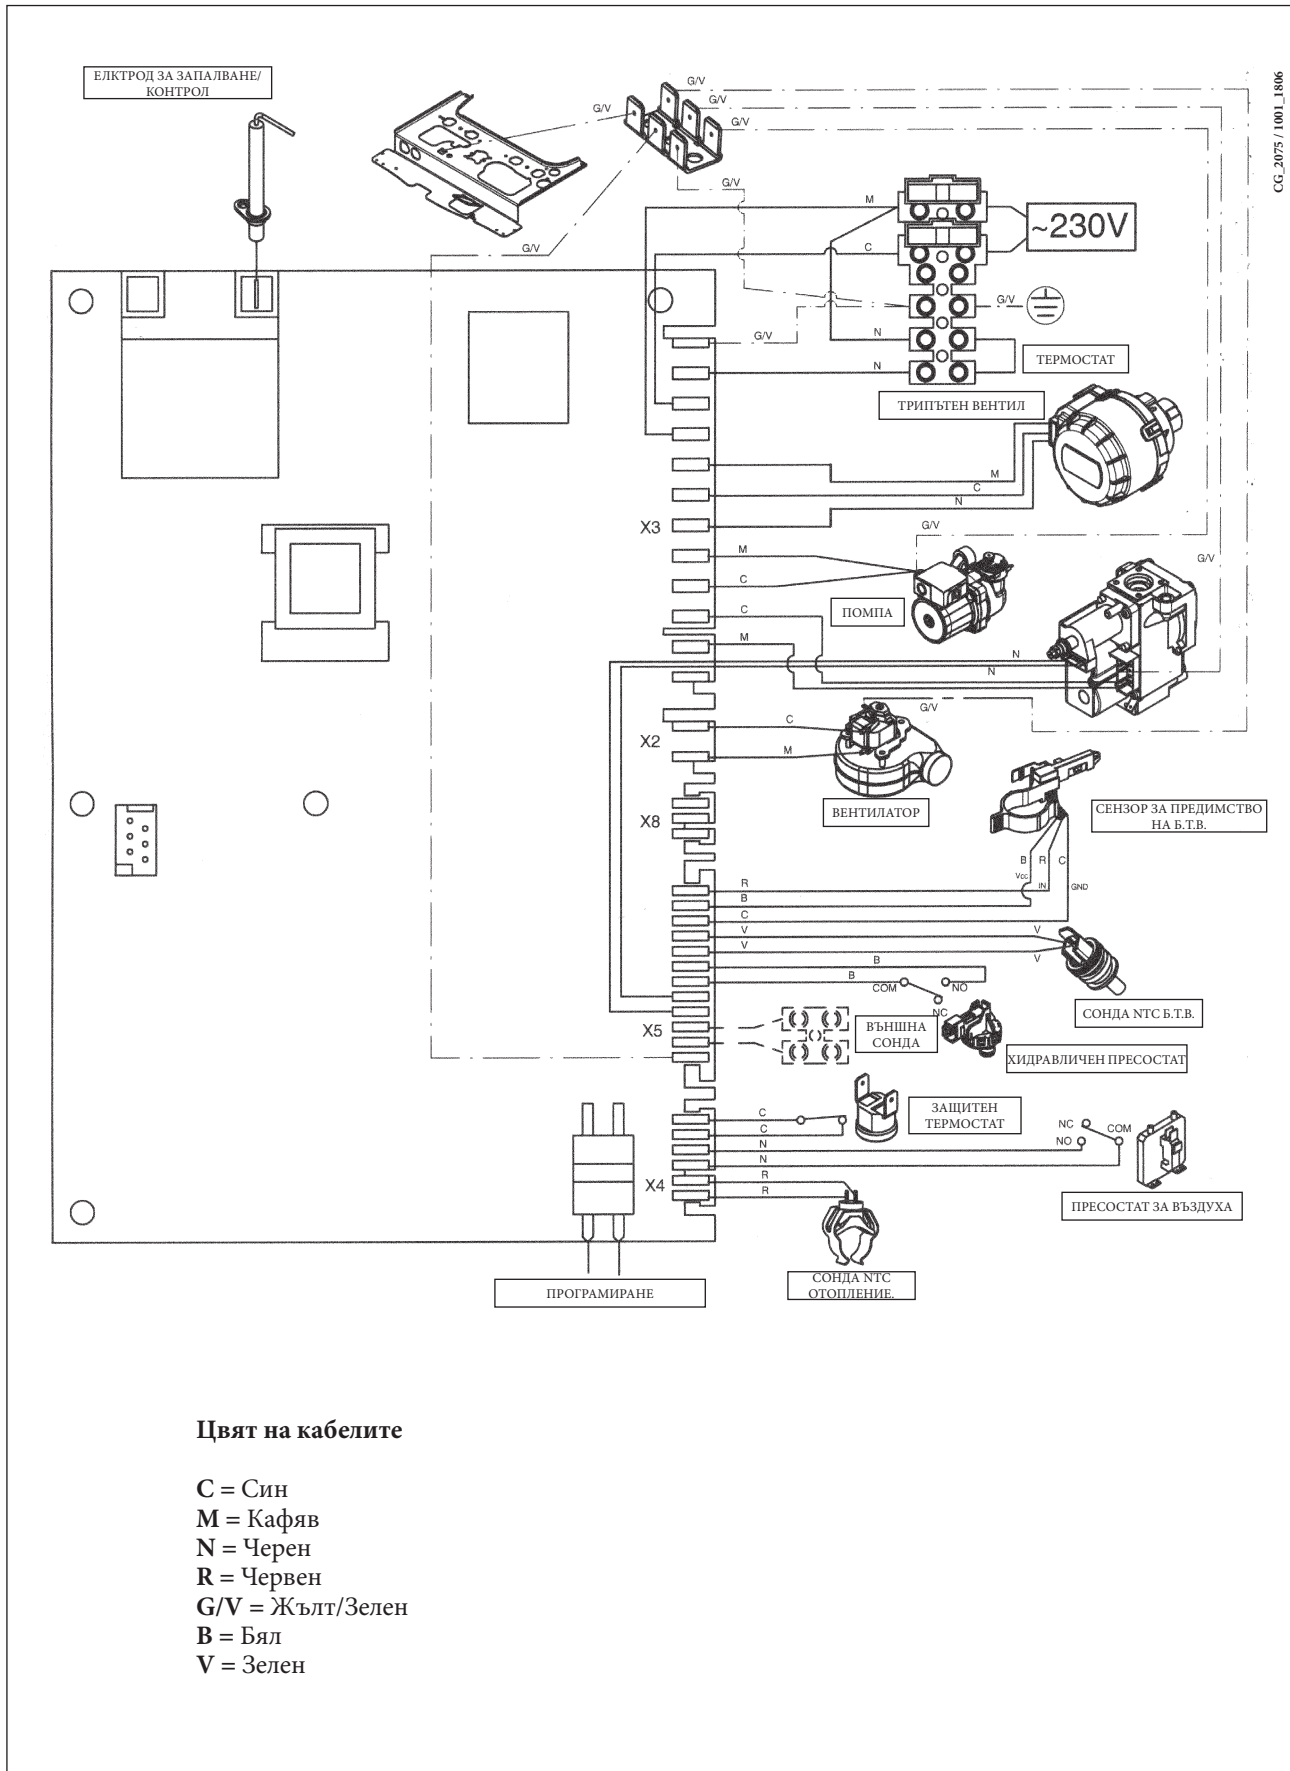 ЕЛКТРОД ЗА ЗАПАЛВАНЕ/
КОНТРОЛ
CG_2075 / 1001_1806
G/V
G/V
G/V
G/V
G/V
G/V
M
~230V
C
G/V
G/V
N
N
ТЕРМОСТАТ
ТРИПЪТЕН ВЕНТИЛ
M
C
N
X3
G/V
G/V
M
C
C
M
ПОМПА
N
N
G/V
X2
C
M
ВЕНТИЛАТОР
СЕНЗОР ЗА ПРЕДИМСТВО
НА Б.Т.В.
X8
B R C
Vcc
IN
GND
R
B
C
V
V
V
V
B
B
COM
NO
NC
СОНДА NTC Б.Т.В.
X5
ВЪНШНА
СОНДА
ХИДРАВЛИЧЕН ПРЕСОСТАТ
C
C
N
N
R
R
X4
ЗАЩИТЕН
ТЕРМОСТАТ
NC
NO
COM
ПРЕСОСТАТ ЗА ВЪЗДУХА
СОНДА NTC
ОТОПЛЕНИЕ.
ПРОГРАМИРАНЕ
Цвят на кабелите
C = Син
M = Кафяв
N = Черен
R = Червен
G/V = Жълт/Зелен
B = Бял
V = Зелен